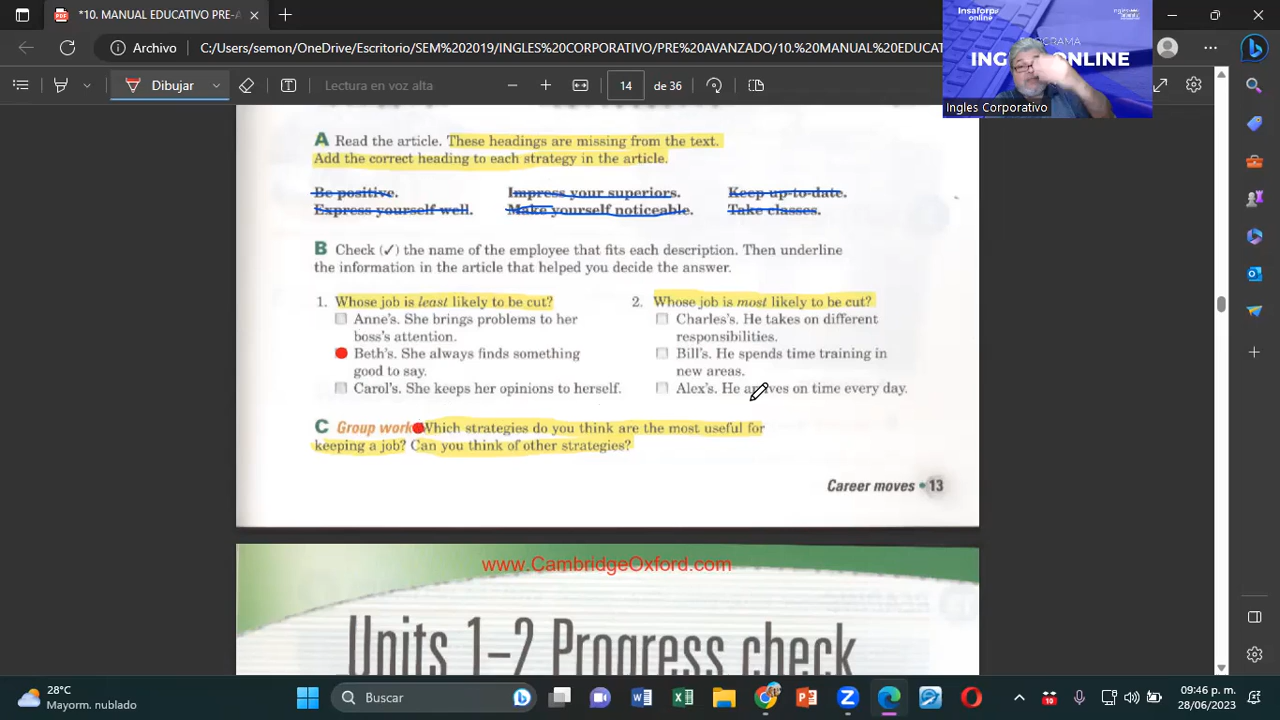 *10. MANUAL EDUCATIVO PRE-
Insaforp
online
PROGRAMA
INGLES ONLINE
Ingles Corporativo
Archivo
C:/Users/senor/OneDrive/Escritorio/SEM%202019/INGLES%20CORPORATIVO/PRE%20AVANZADO/10.%20MANUAL%20EDUCAT
Dibujar
Lectura en voz alta
14 de 36
A Read the article. These headings are missing from the text.
Add the correct heading to each strategy in the article.
Be positive. Impress your superiors. Keep up-to-date.
Express yourself well. Make yourself noticeable. Take classes.
B Check (✓) the name of the employee that fits each description. Then underline
the information in the article that helped you decide the answer.
1. Whose job is least likely to be cut?
Anne's. She brings problems to her
boss's attention.
Beth's. She always finds something
good to say.
Carol's. She keeps her opinions to herself.
2. Whose job is most likely to be cut?
Charles's. He takes on different
responsibilities.
Bill's. He spends time training in
new areas.
Alex's. He arrives on time every day.
C Group work Which strategies do you think are the most useful for
keeping a job? Can you think of other strategies?
Career moves • 13
www.CambridgeOxford.com
Units 1–2 Progress check
28°C
Mayorm. nublado
Buscar
09:46 p. m.
28/06/2023